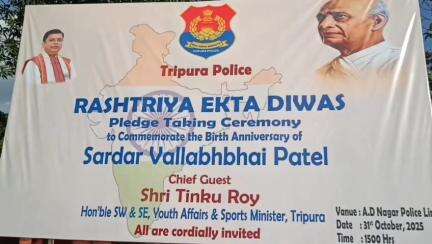 Tripura Police
RASHTRIYA EKTA DIWAS
Pledge Taking Ceremony
to Commemorate the Birth Anniversary of
Sardar Vallabhbhai Patel
Chief Guest
Shri Tinku Roy
Hon'ble SW & SE, Youth Affairs & Sports Minister, Tripura
All are cordially invited
Venue : A.D Nagar Police Lin
Date : 31st October, 2025
Time : 1500 Hrs